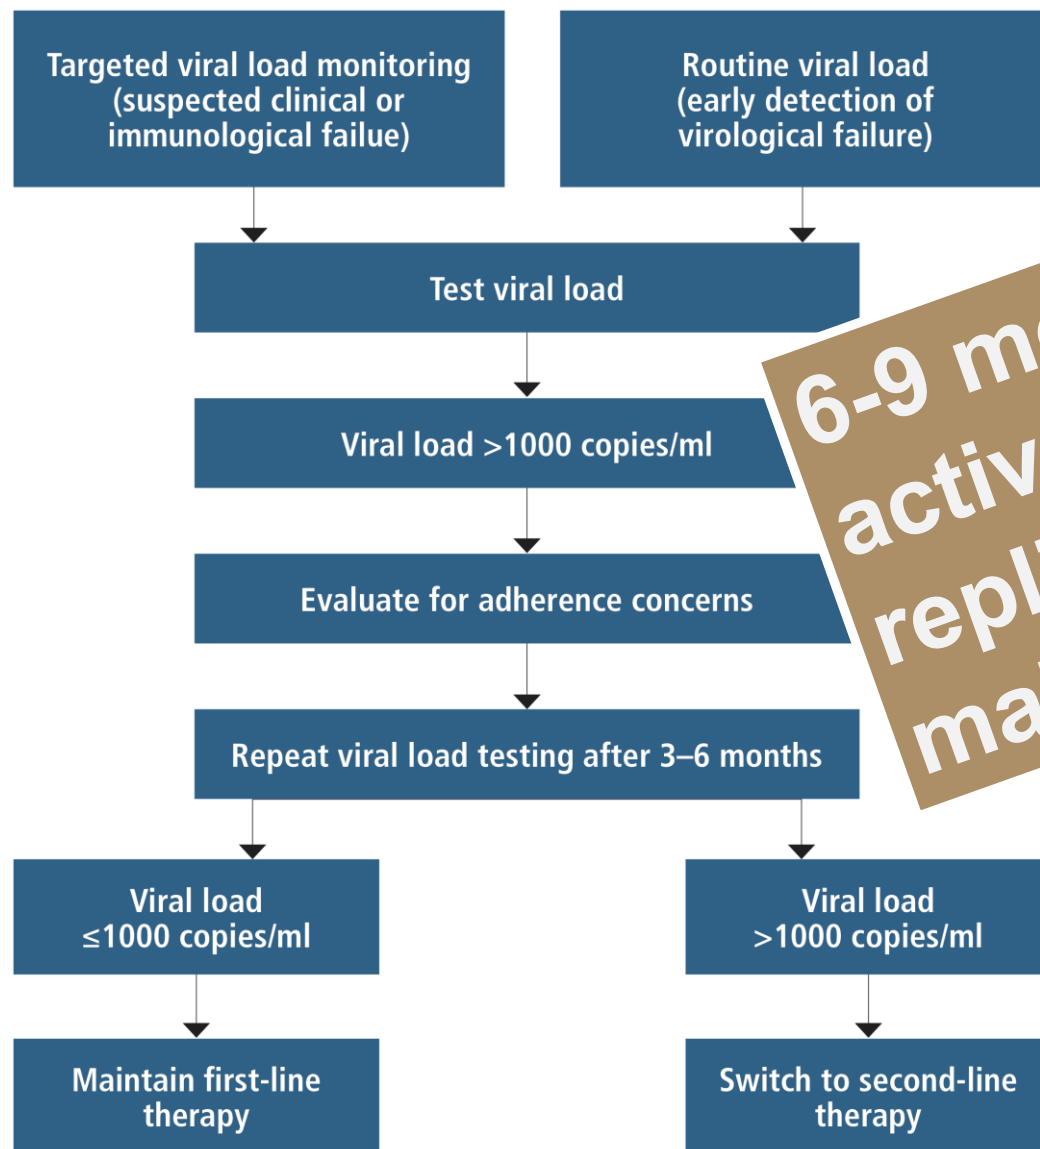 Targeted viral load monitoring
(suspected clinical or
immunological failue)
Routine viral load
(early detection of
virological failure)
Test viral load
Viral load >1000 copies/ml
Evaluate for adherence concerns
Repeat viral load testing after 3–6 months
Viral load
≤1000 copies/ml
Viral load
>1000 copies/ml
Maintain first-line
therapy
Switch to second-line
therapy
6-9